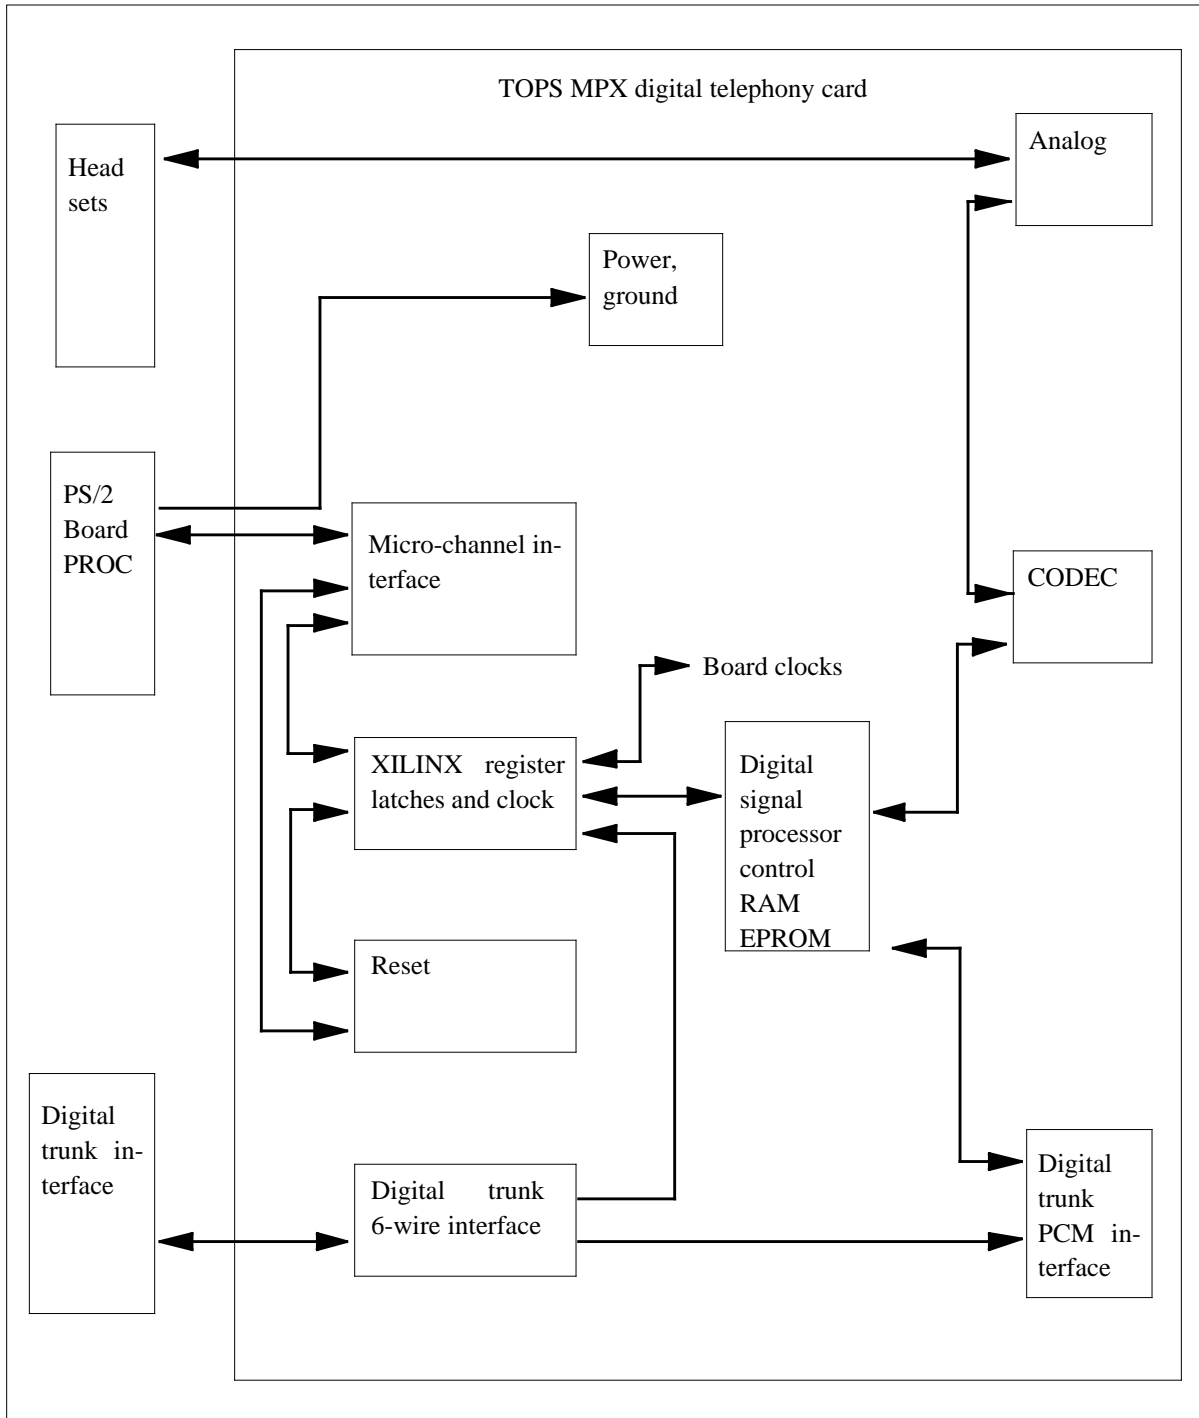 TOPS MPX digital telephony card
Head
sets
Analog
Power,
ground
PS/2
Board
PROC
Micro-channel in-
terface
CODEC
Board clocks
XILINX register
latches and clock
Digital
signal
processor
control
RAM
EPROM
Reset
Digital
trunk in-
terface
Digital trunk
6-wire interface
Digital
trunk
PCM in-
terface